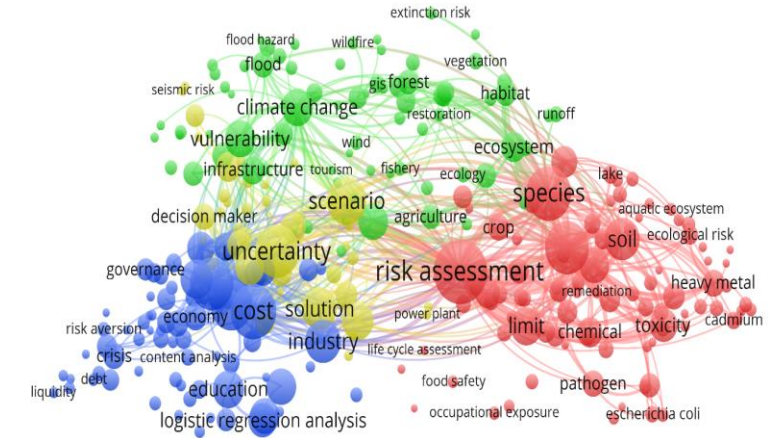 extinction risk
flood hazard
wildfire
flood
vegetation
gis
forest
seismic risk
habitat
climate change
restoration
runoff
vulnerability
wind
ecosystem
infrastructure
tourism
fishery
ecology
lake
scenario
species
decision maker
agriculture
aquatic ecosystem
crop
soil
ecological risk
uncertainty
governance
risk assessment
heavy metal
remediation
economy
cost
solution
power plant
limit
chemical
toxicity
cadmium
risk aversion
industry
crisis
content analysis
life cycle assessment
debt
liquidity
education
food safety
pathogen
logistic regression analysis
occupational exposure
escherichia coli